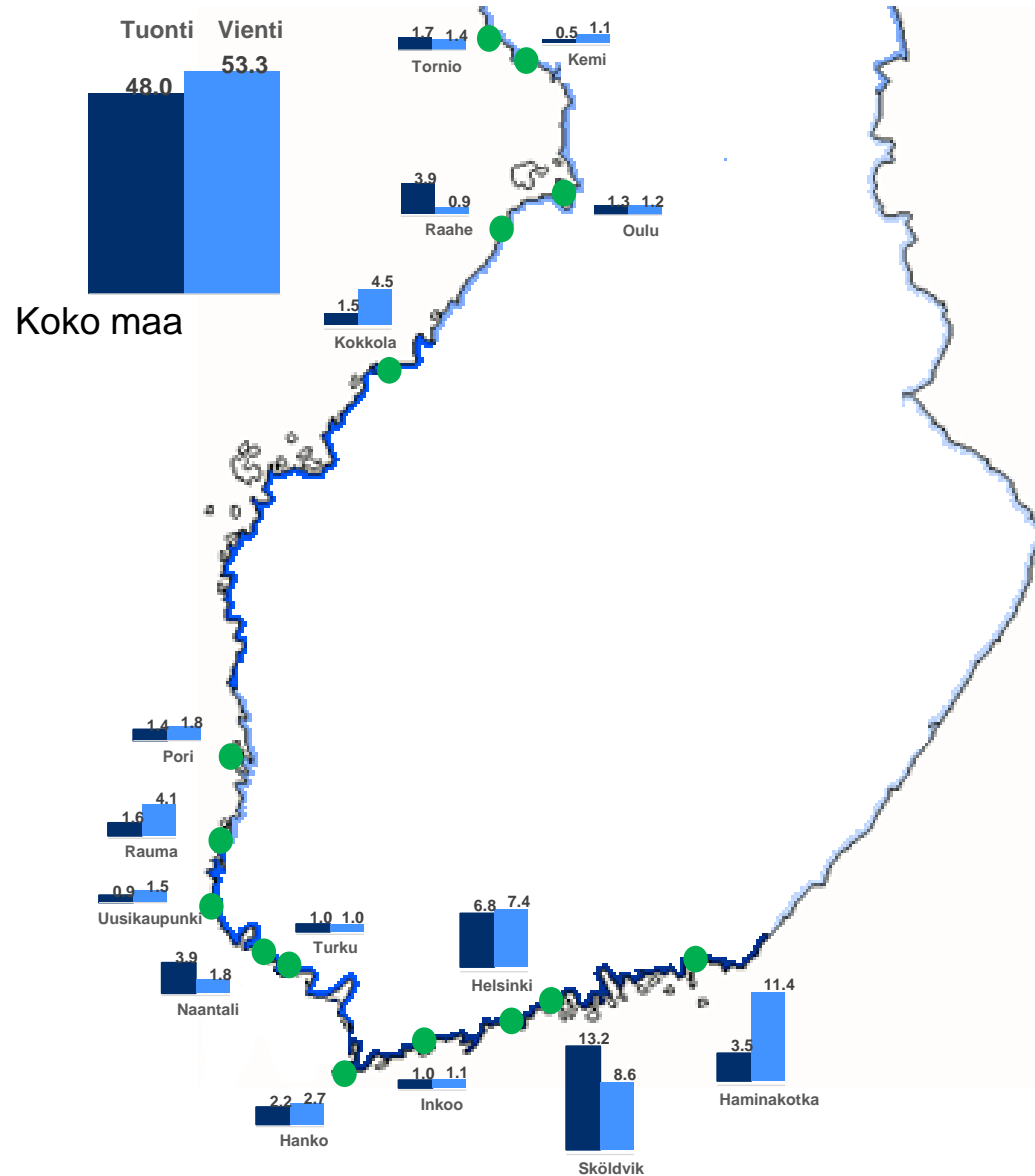 Tuonti Vienti
48.0 53.3
Koko maa
1.7 1.4
Tornio
0.5 1.1
Kemi
3.9 0.9
Raahe
1.3 1.2
Oulu
1.5 4.5
Kokkola
1.4 1.8
Pori
1.6 4.1
Rauma
0.9 1.5
Uusikaupunki
1.0 1.0
Turku
3.9 1.8
Naantali
6.8 7.4
Helsinki
13.2 8.6
Sköldvik
3.5 11.4
Haminakotka
1.0 1.1
Inkoo
2.2 2.7
Hanko